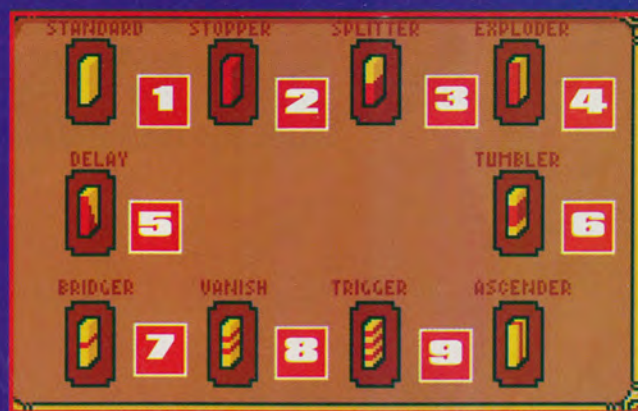 STANDARD STOPPER SPLITTER EXPLODER
1 2 3 4
DELAY TUMBLER
5 6
BRIDGER VANISH TRIGGER ASCENDER
7 8 9